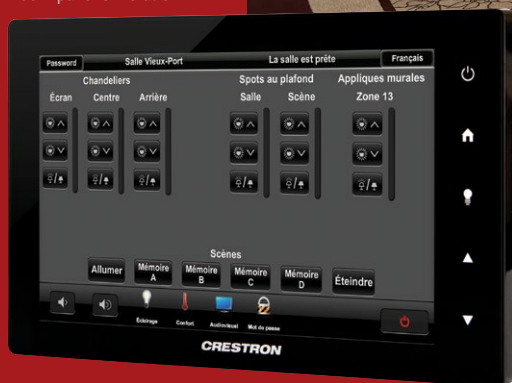 Password Salle Vieux-Port La salle est prête Français
Chandeliers Spots au plafond Appliques murales
Écran Centre Arrière Salle Scène Zone 13
Scènes
Allumer Mémoire A Mémoire B Mémoire C Mémoire D Éteindre
Éclairage Confort Audiovisuel Mot de passe
CRESTRON